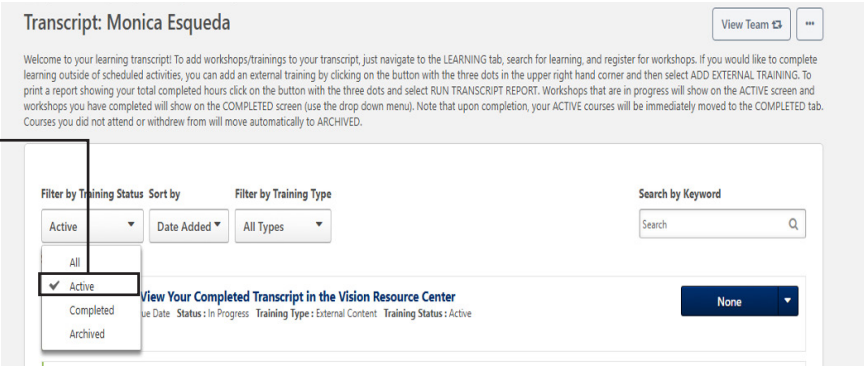 Transcript: Monica Esqueda
View Team
Welcome to your learning transcript! To add workshops/trainings to your transcript, just navigate to the LEARNING tab, search for learning, and register for workshops. If you would like to complete
learning outside of scheduled activities, you can add an external training by clicking on the button with the three dots in the upper right hand corner and then select ADD EXTERNAL TRAINING. To
print a report showing your total completed hours click on the button with the three dots and select RUN TRANSCRIPT REPORT. Workshops that are in progress will show on the ACTIVE screen and
workshops you have completed will show on the COMPLETED screen (use the drop down menu). Note that upon completion, your ACTIVE courses will be immediately moved to the COMPLETED tab.
Courses you did not attend or withdrew from will move automatically to ARCHIVED.
Filter by Training Status Sort by Filter by Training Type Search by Keyword
Active Date Added All Types Search
All
Active
Completed
Archived
View Your Completed Transcript in the Vision Resource Center
ue Date Status : In Progress Training Type : External Content Training Status : Active
None